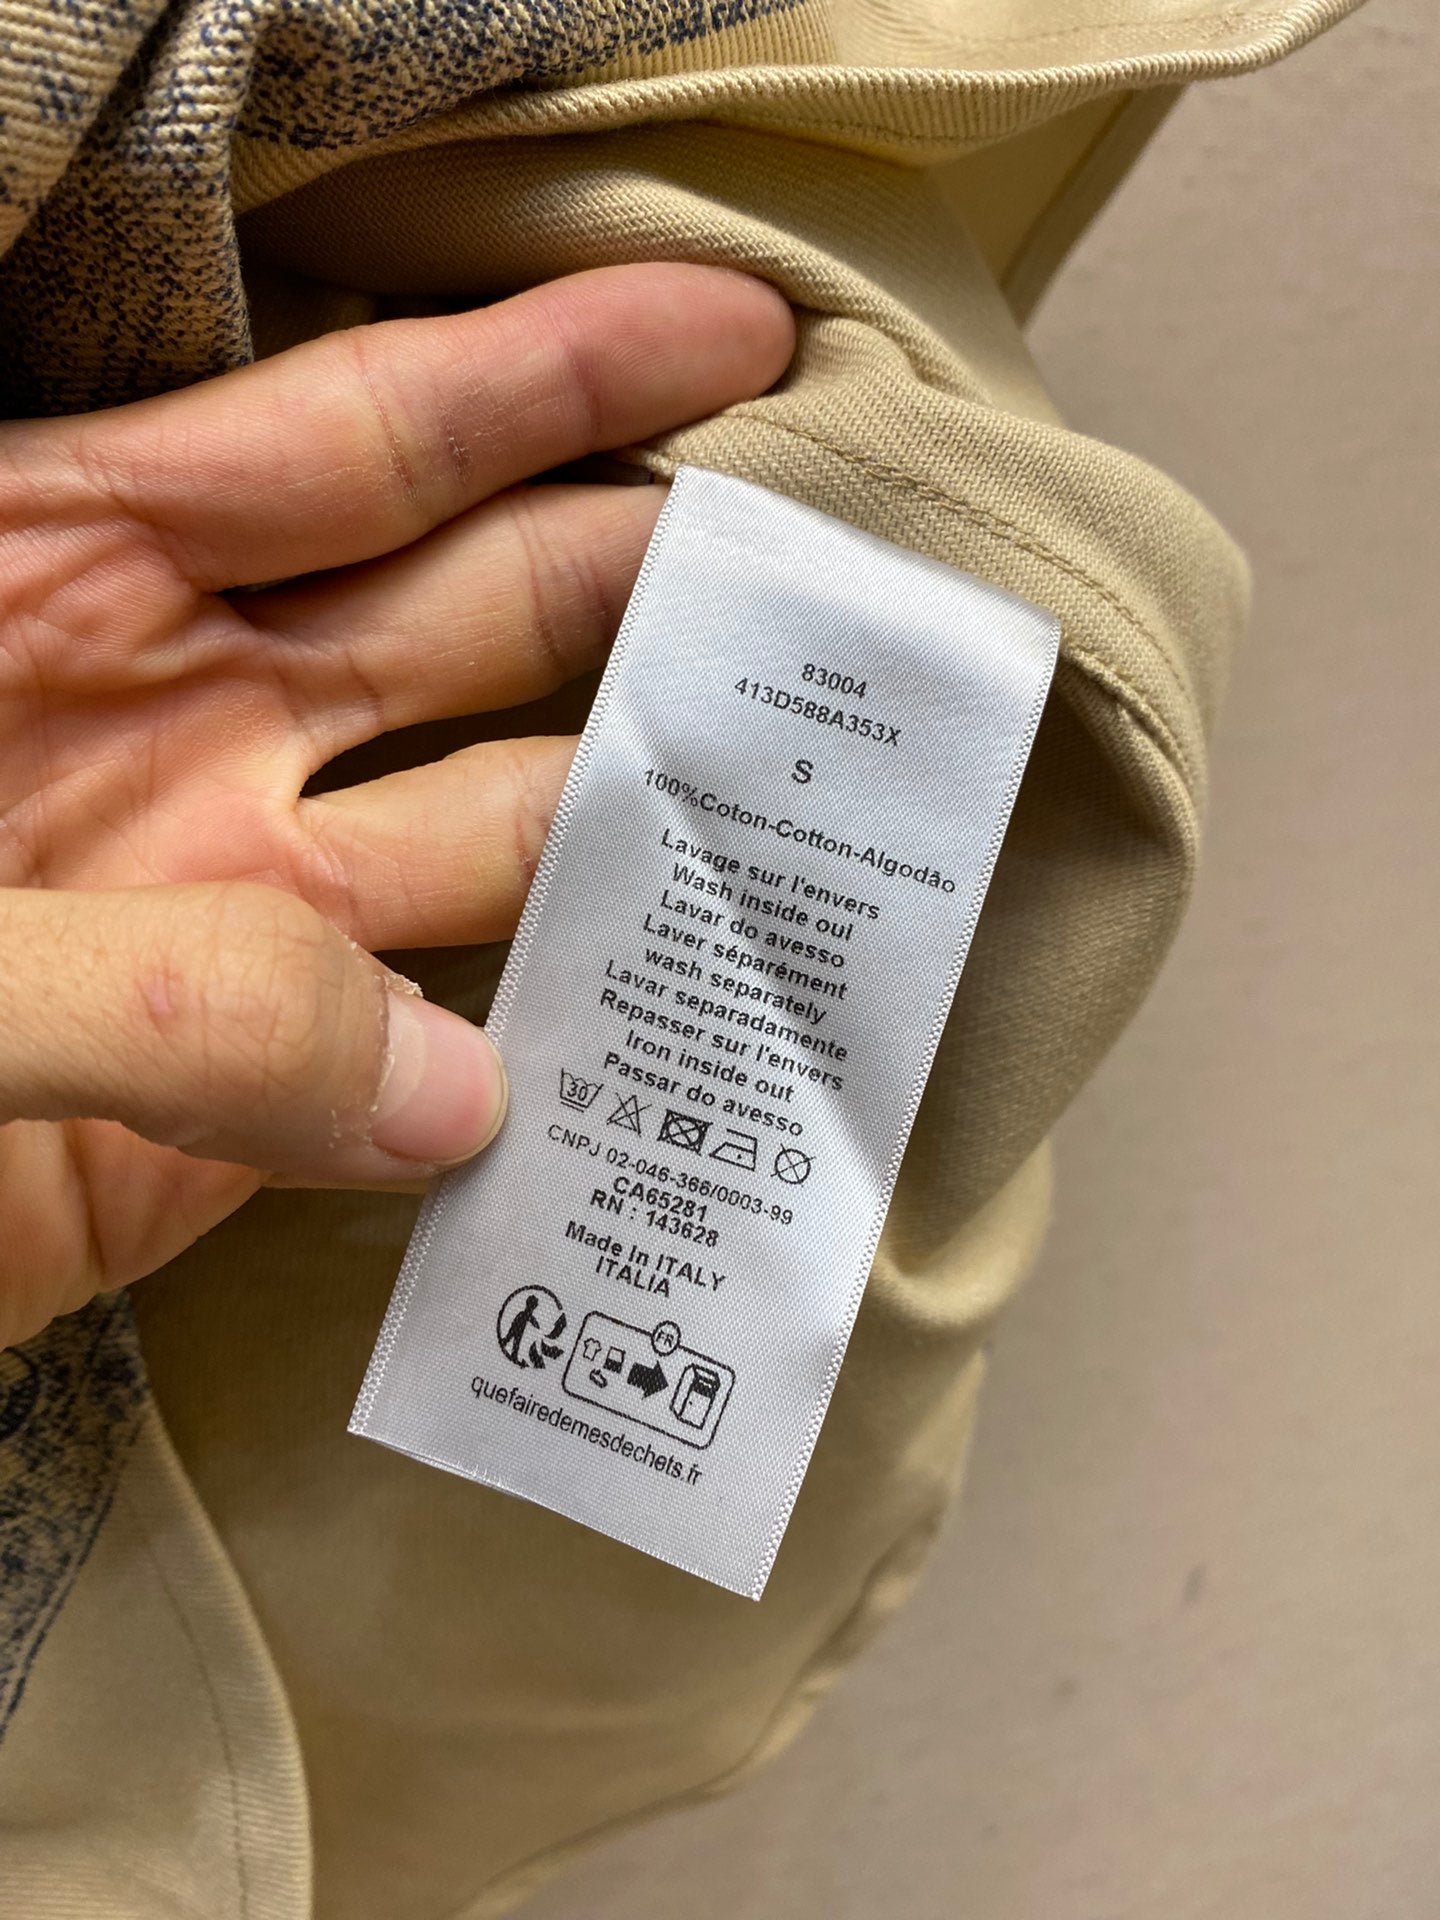 83004
413D588A353X
S
100%Coton-Cotton-Algodão
Lavage sur l'envers
Wash inside oul
Lavar do avesso
Laver séparément
wash separately
Lavar separadamente
Repasser sur l'envers
Iron inside out
Passar do avesso
30
CNPJ 02-046-366/0003-99
CA65281
RN : 143628
Made In ITALY
ITALIA
FR
quefairedemesdechets.fr